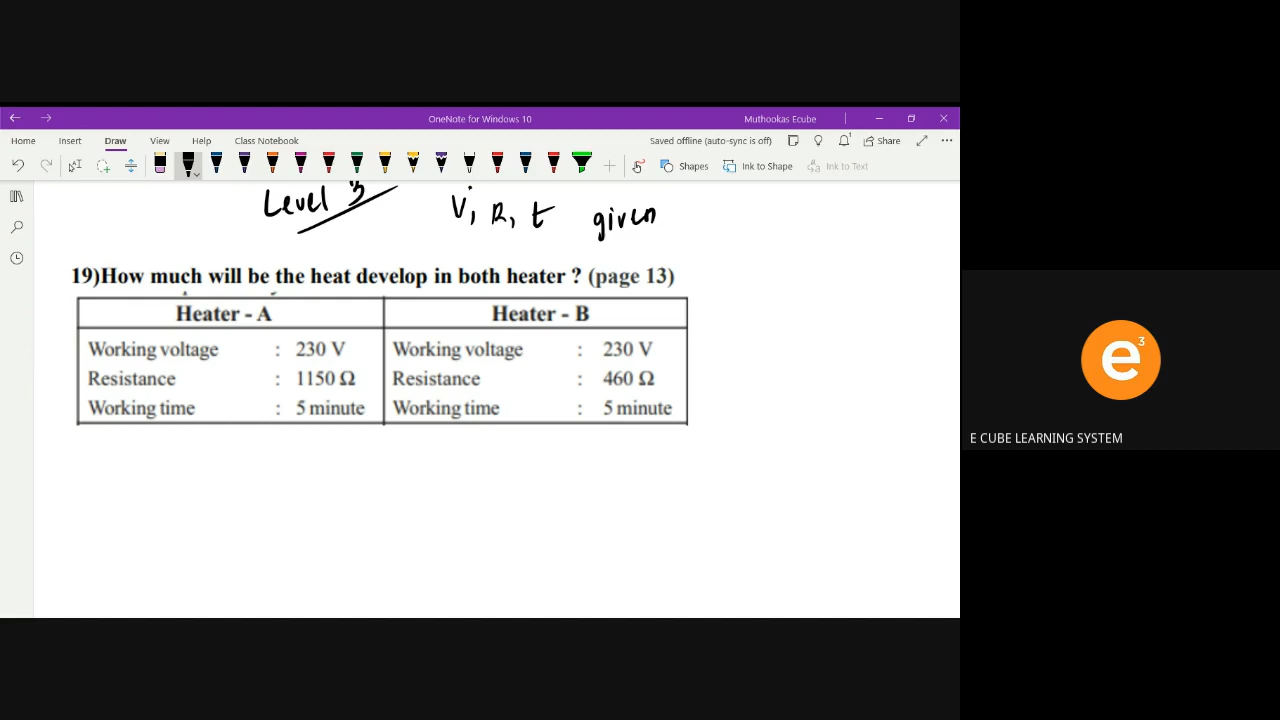 OneNote for Windows 10
Muthookas Ecube
Home Insert Draw View Help Class Notebook
Saved offline (auto-sync is off)
Share
Shapes
Ink to Shape
Ink to Text
Level 3
V, R, t given
19)How much will be the heat develop in both heater ? (page 13)
Heater - A Heater - B
Working voltage : 230 V Working voltage : 230 V
Resistance : 1150 Ω Resistance : 460 Ω
Working time : 5 minute Working time : 5 minute
e3
E CUBE LEARNING SYSTEM